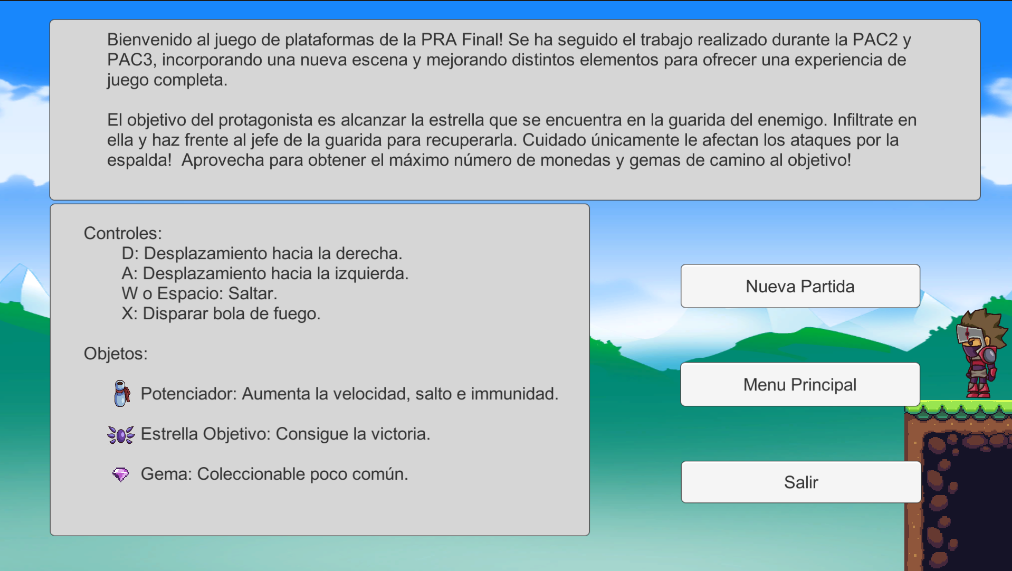 Bienvenido al juego de plataformas de la PRA Final! Se ha seguido el trabajo realizado durante la PAC2 y
PAC3, incorporando una nueva escena y mejorando distintos elementos para ofrecer una experiencia de
juego completa.
El objetivo del protagonista es alcanzar la estrella que se encuentra en la guarida del enemigo. Infiltrate en
ella y haz frente al jefe de la guarida para recuperarla. Cuidado únicamente le afectan los ataques por la
espalda!  Aprovecha para obtener el máximo número de monedas y gemas de camino al objetivo!
Controles:
D: Desplazamiento hacia la derecha.
A: Desplazamiento hacia la izquierda.
W o Espacio: Saltar.
X: Disparar bola de fuego.
Objetos:
Potenciador: Aumenta la velocidad, salto e immunidad.
Estrella Objetivo: Consigue la victoria.
Gema: Coleccionable poco común.
Nueva Partida
Menu Principal
Salir